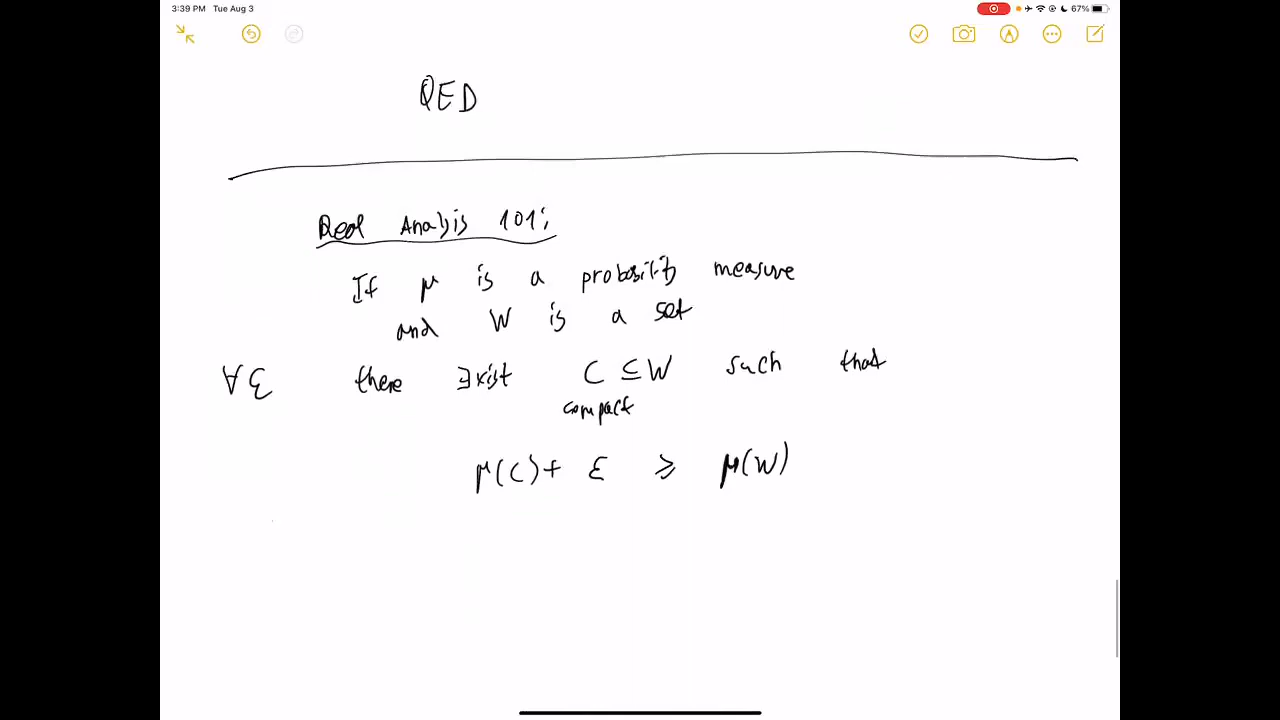 3:39 PM Tue Aug 3
67%
QED
Real Analysis 101:
If μ is a probability measure
and W is a set
∀ε there ∃xist C ⊆ W such that
compact
μ(C) + ε ≥ μ(W)